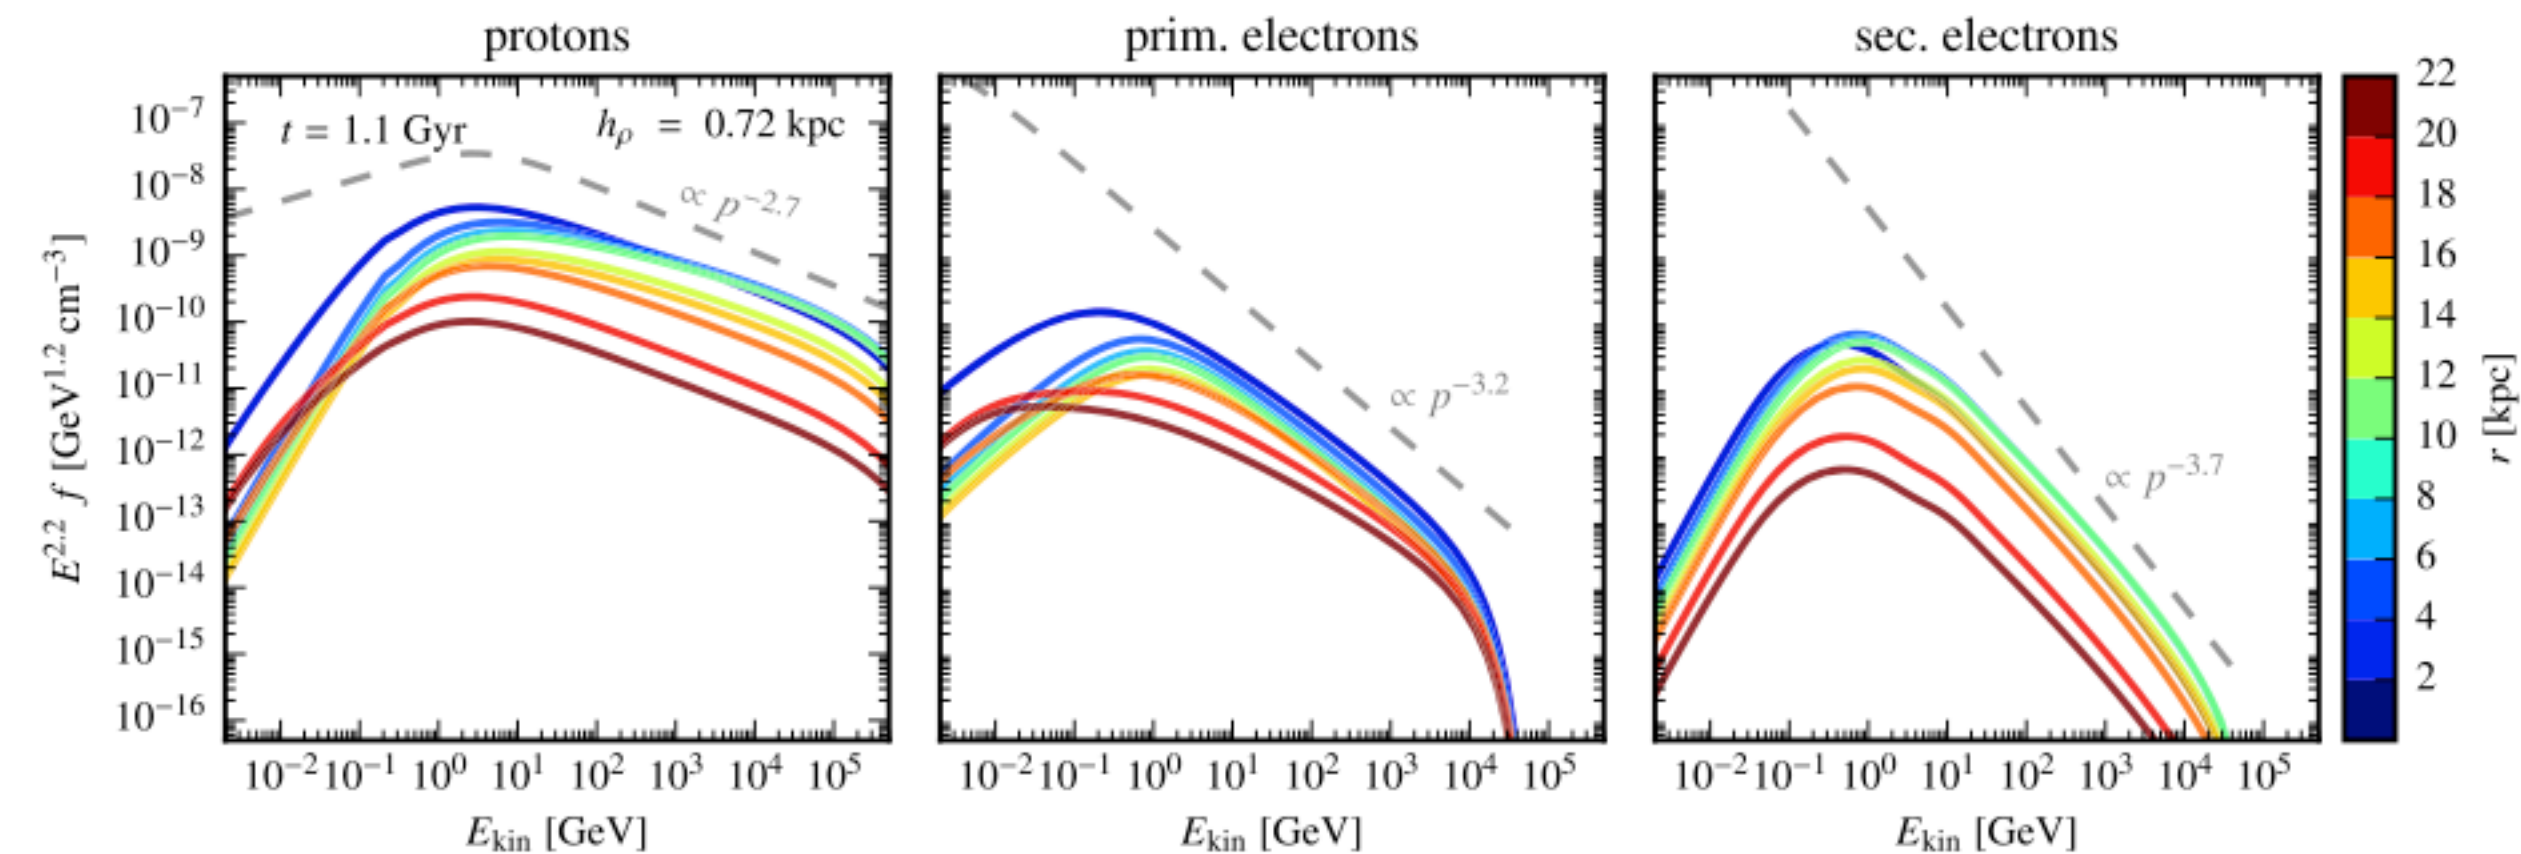 protons
prim. electrons
sec. electrons
t = 1.1 Gyr
h_ρ = 0.72 kpc
∝ p^−2.7
∝ p^−3.2
∝ p^−3.7
E^2.2 f [GeV^1.2 cm^−3]
10^−7
10^−8
10^−9
10^−10
10^−11
10^−12
10^−13
10^−14
10^−15
10^−16
10^−2 10^−1 10^0 10^1 10^2 10^3 10^4 10^5
10^−2 10^−1 10^0 10^1 10^2 10^3 10^4 10^5
10^−2 10^−1 10^0 10^1 10^2 10^3 10^4 10^5
E_kin [GeV]
E_kin [GeV]
E_kin [GeV]
22
20
18
16
14
12
10
8
6
4
2
r [kpc]